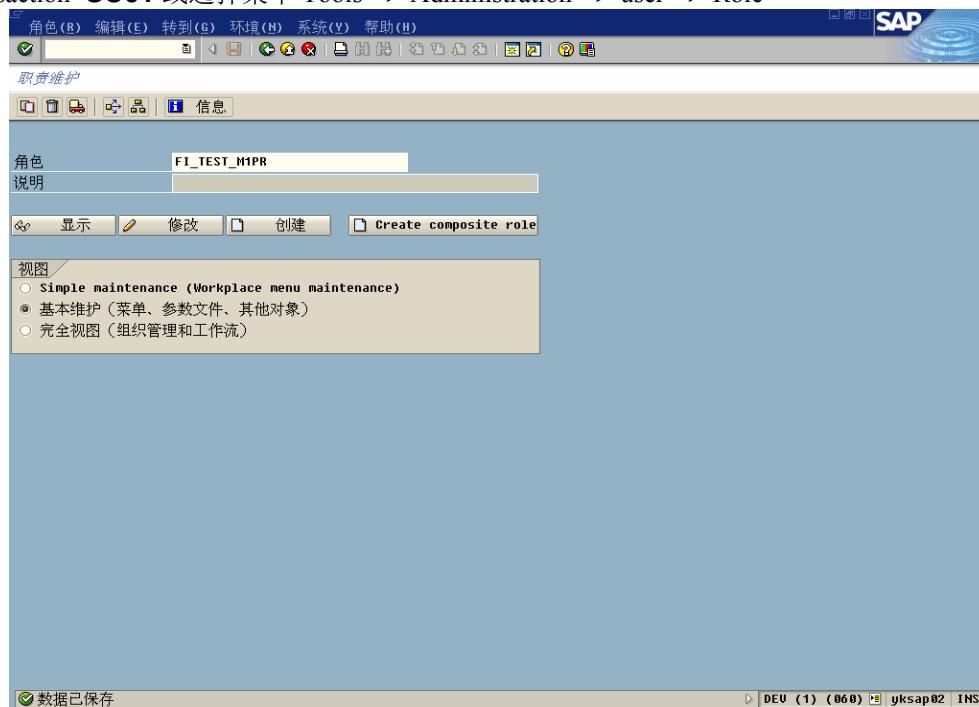 角色(R) 编辑(E) 转到(G) 环境(N) 系统(Y) 帮助(H)
SAP
职责维护
信息
角色 FI_TEST_M1PR
说明
显示 修改 创建 Create composite role
视图
Simple maintenance (Workplace menu maintenance)
基本维护（菜单、参数文件、其他对象）
完全视图（组织管理和工作流）
数据已保存 DEV (1) (060) yksap02 INS